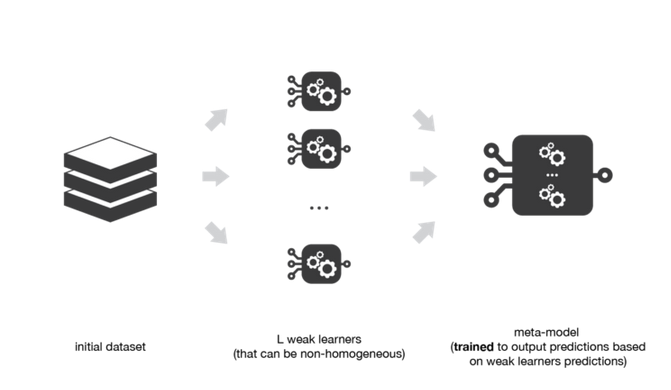 ...
...
...
initial dataset
L weak learners
(that can be non-homogeneous)
meta-model
(trained to output predictions based
on weak learners predictions)